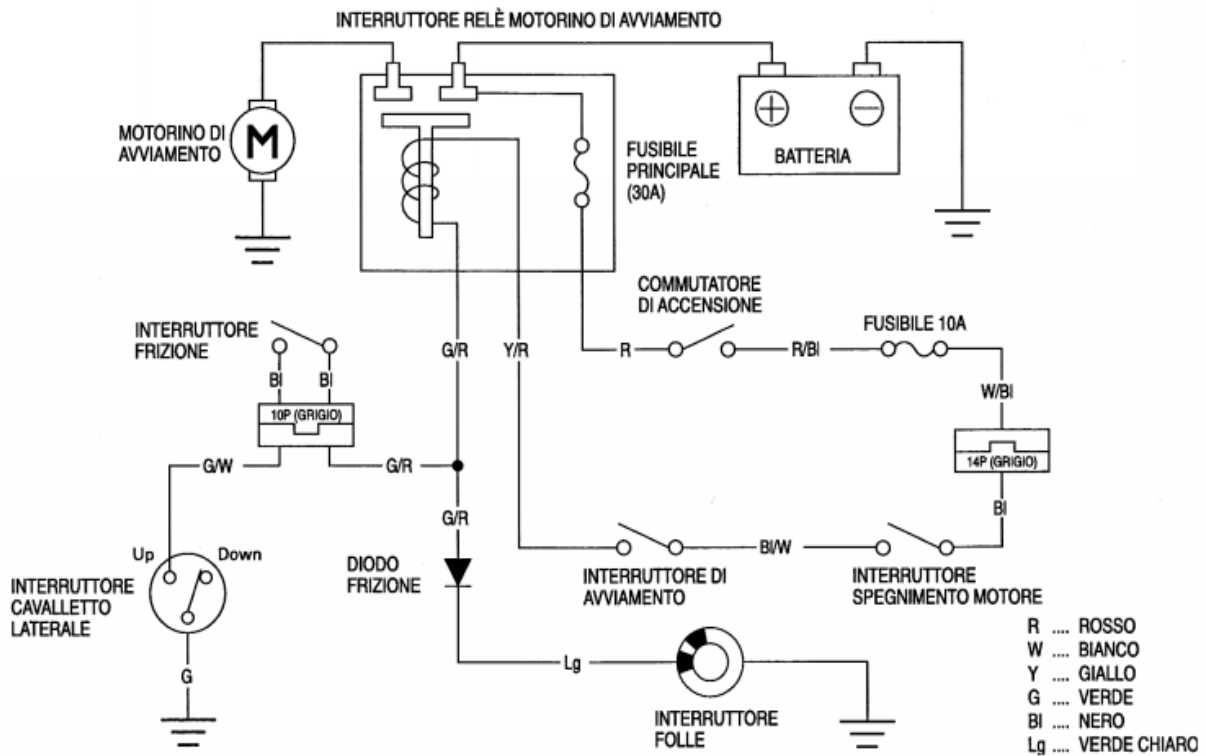 INTERRUTTORE RELÈ MOTORINO DI AVVIAMENTO
MOTORINO DI
AVVIAMENTO
M
FUSIBILE
PRINCIPALE
(30A)
+
−
BATTERIA
COMMUTATORE
DI ACCENSIONE
FUSIBILE 10A
INTERRUTTORE
FRIZIONE
G/R
Y/R
R
R/Bl
Bl
Bl
W/Bl
10P (GRIGIO)
14P (GRIGIO)
G/W
G/R
Bl
G/R
Up
Down
DIODO
FRIZIONE
Bl/W
INTERRUTTORE DI
AVVIAMENTO
INTERRUTTORE
SPEGNIMENTO MOTORE
INTERRUTTORE
CAVALLETTO
LATERALE
G
Lg
INTERRUTTORE
FOLLE
R .... ROSSO
W .... BIANCO
Y .... GIALLO
G .... VERDE
Bl .... NERO
Lg .... VERDE CHIARO